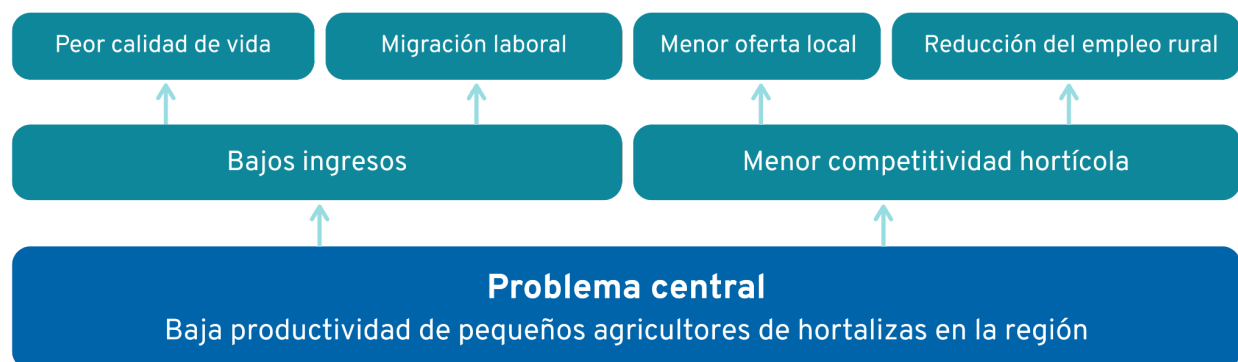 Peor calidad de vida
Migración laboral
Menor oferta local
Reducción del empleo rural
Bajos ingresos
Menor competitividad hortícola
Problema central
Baja productividad de pequeños agricultores de hortalizas en la región